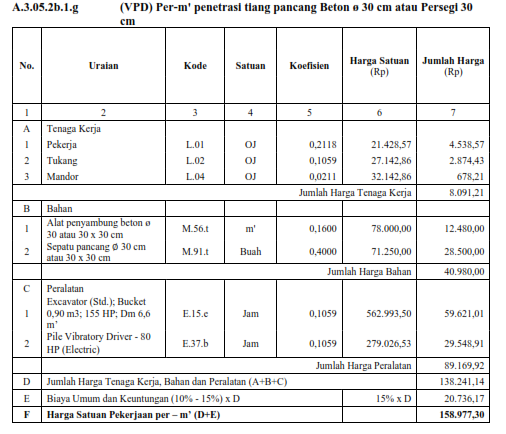 A.3.05.2b.1.g (VPD) Per-m' penetrasi tiang pancang Beton ø 30 cm atau Persegi 30
cm
No. Uraian Kode Satuan Koefisien Harga Satuan (Rp) Jumlah Harga (Rp)
1 2 3 4 5 6 7
A Tenaga Kerja
1 Pekerja L.01 OJ 0,2118 21.428,57 4.538,57
2 Tukang L.02 OJ 0,1059 27.142,86 2.874,43
3 Mandor L.04 OJ 0,0211 32.142,86 678,21
Jumlah Harga Tenaga Kerja 8.091,21
B Bahan
1 Alat penyambung beton ø
30 atau 30 x 30 cm M.56.t m' 0,1600 78.000,00 12.480,00
2 Sepatu pancang Ø 30 cm
atau 30 x 30 cm M.91.t Buah 0,4000 71.250,00 28.500,00
Jumlah Harga Bahan 40.980,00
C Peralatan
1 Excavator (Std.); Bucket
0,90 m3; 155 HP; Dm 6,6
m’ E.15.e Jam 0,1059 562.993,50 59.621,01
2 Pile Vibratory Driver - 80
HP (Electric) E.37.b Jam 0,1059 279.026,53 29.548,91
Jumlah Harga Peralatan 89.169,92
D Jumlah Harga Tenaga Kerja, Bahan dan Peralatan (A+B+C) 138.241,14
E Biaya Umum dan Keuntungan (10% - 15%) x D 15% x D 20.736,17
F Harga Satuan Pekerjaan per – m’ (D+E) 158.977,30